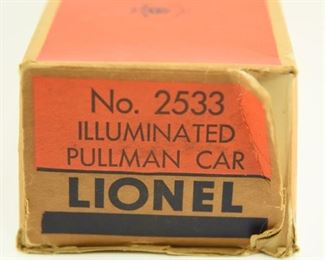 No. 2533
ILLUMINATED
PULLMAN CAR
LIONEL